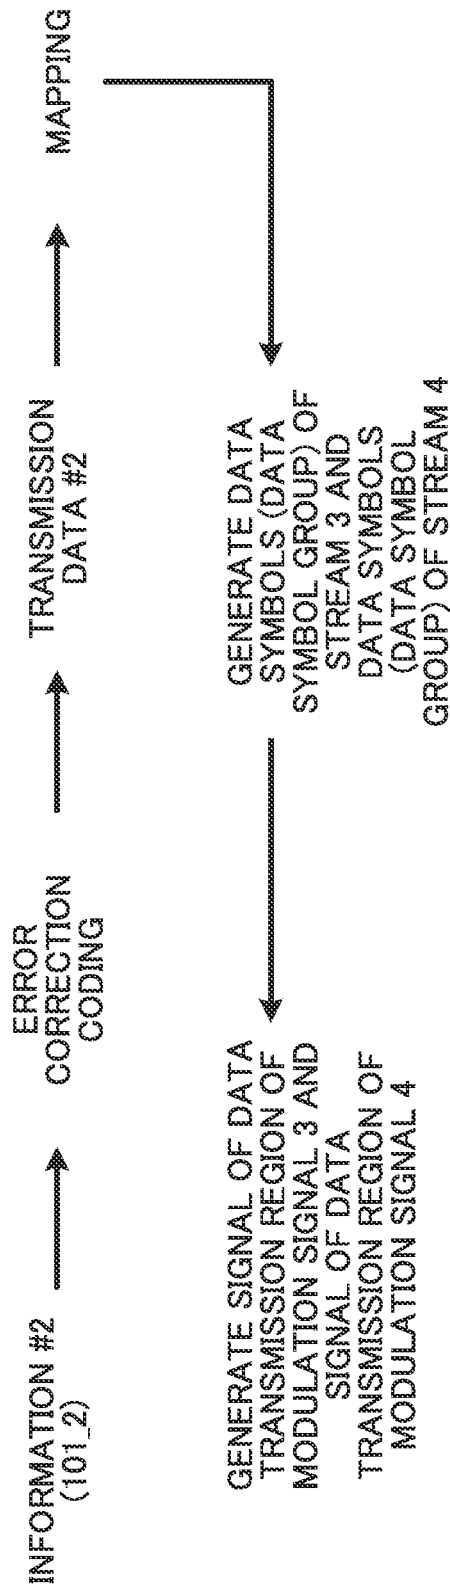 INFORMATION #2
(101_2)
ERROR
CORRECTION
CODING
TRANSMISSION
DATA #2
MAPPING
GENERATE DATA
SYMBOLS (DATA
SYMBOL GROUP) OF
STREAM 3 AND
DATA SYMBOLS
(DATA SYMBOL
GROUP) OF STREAM 4
GENERATE SIGNAL OF DATA
TRANSMISSION REGION OF
MODULATION SIGNAL 3 AND
SIGNAL OF DATA
TRANSMISSION REGION OF
MODULATION SIGNAL 4